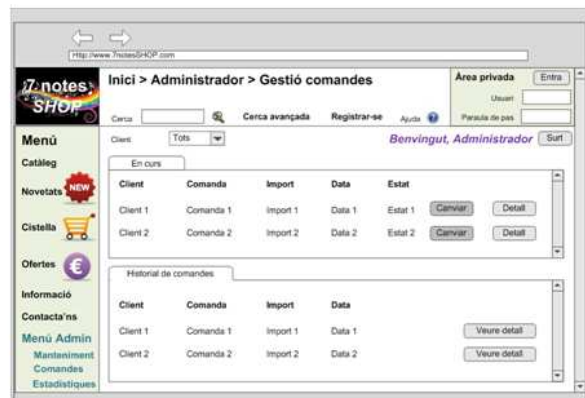 Http://www.7notesSHOP.com
7 notes
SHOP
Inici > Administrador > Gestió comandes
Àrea privada
Entra
Usuari
Paraula de pas
Cerca
Cerca avançada
Registrar-se
Ajuda
Menú
Client
Tots
Benvingut, Administrador
Surt
Catàleg
Novetats
NEW
Cistella
Ofertes
€
Informació
Contacta'ns
Menú Admin
Manteniment
Comandes
Estadístiques
En curs
Client Comanda Import Data Estat
Client 1 Comanda 1 Import 1 Data 1 Estat 1 Canviar Detall
Client 2 Comanda 2 Import 2 Data 2 Estat 2 Canviar Detall
Historial de comandes
Client Comanda Import Data
Client 1 Comanda 1 Import 1 Data 1 Veure detall
Client 2 Comanda 2 Import 2 Data 2 Veure detall